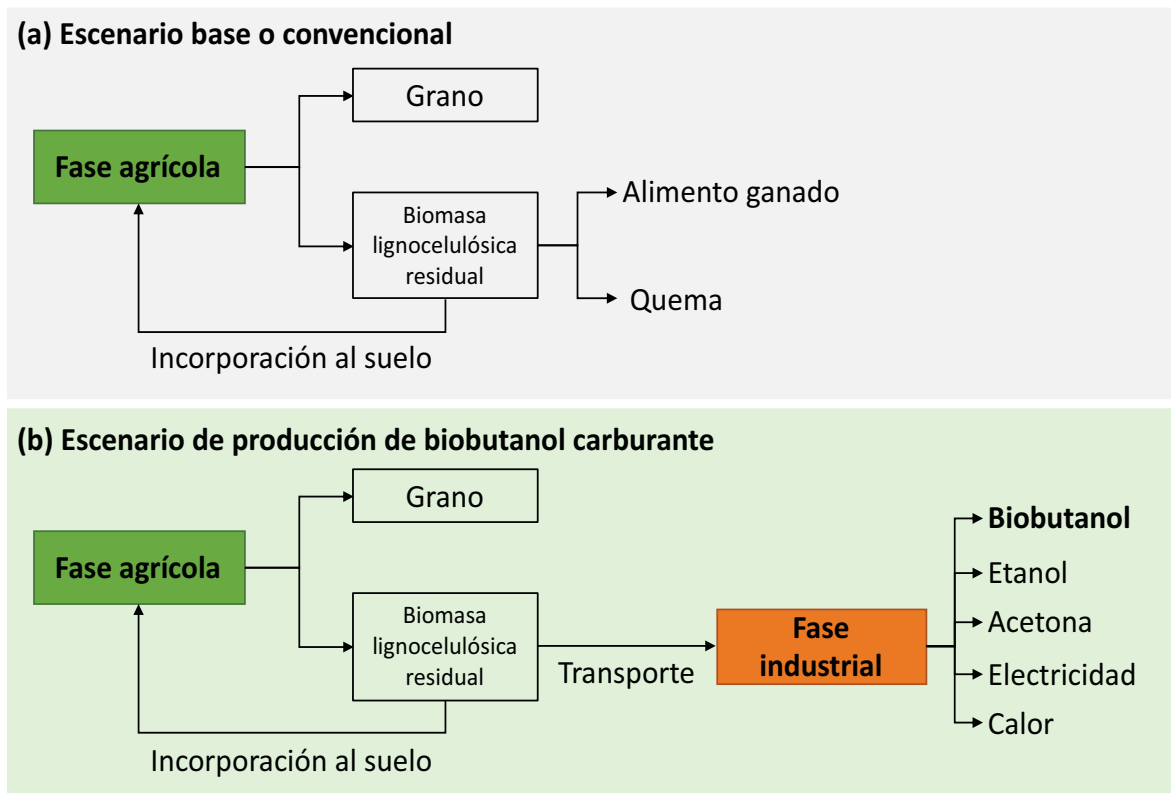 (a) Escenario base o convencional
Grano
Fase agrícola
Biomasa
lignocelulósica
residual
Alimento ganado
Quema
Incorporación al suelo
(b) Escenario de producción de biobutanol carburante
Grano
Fase agrícola
Biomasa
lignocelulósica
residual
Transporte
Fase
industrial
Biobutanol
Etanol
Acetona
Electricidad
Calor
Incorporación al suelo